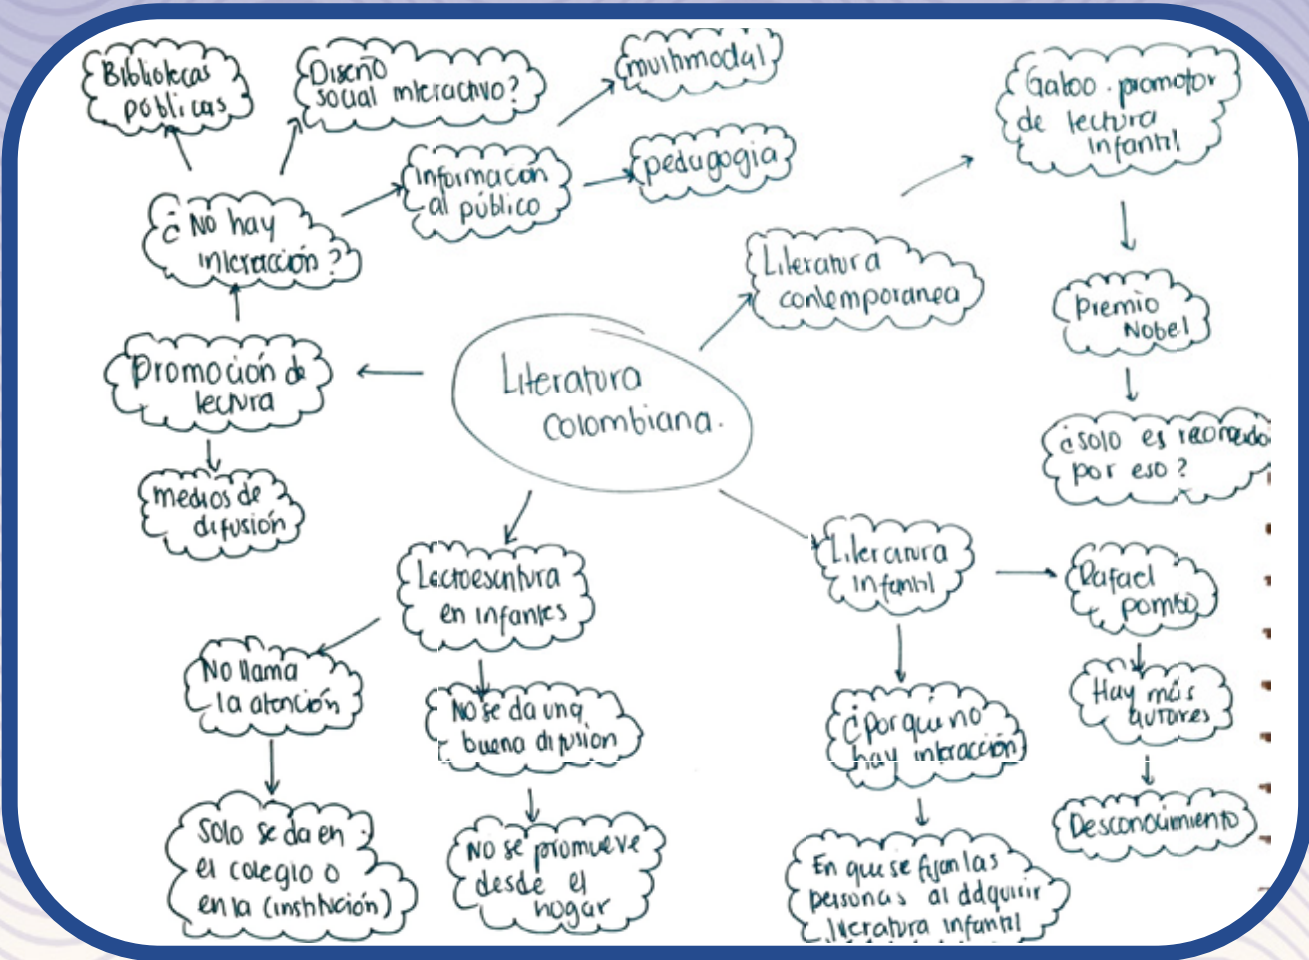 Bibliotecas
públicas
Diseño
social interactivo?
multimodal
Información
al público
pedagogia
¿No hay
interacción?
Promoción de
lectura
medios de
difusión
Literatura
colombiana.
Literatura
contemporanea
Gaboo. promotor
de lectura
infantil
Premio
Nobel
¿solo es
por eso?
Lectoescritura
en infantes
No llama
la atención
Solo se da en
el colegio o
en la (institución)
No se da una
buena difusion
No se promueve
desde el
hogar
Literatura
infantil
Rafael
pombo
Hay más
autores
Desconocimiento
¿Por qué no
hay interacción
En que se fijan las
personas al adquirir
literatura infantil